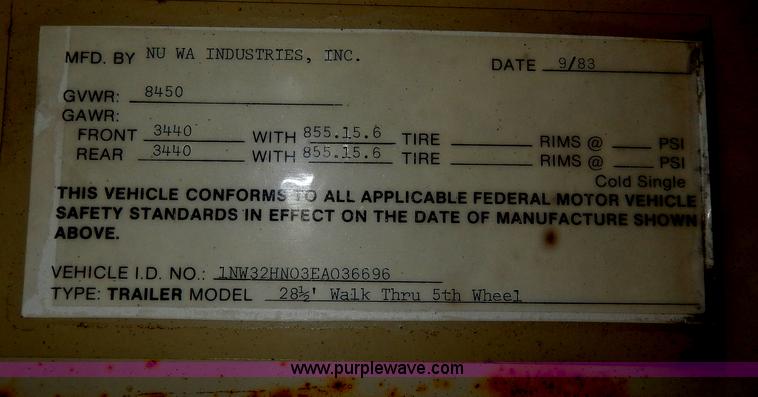 MFD. BY NU WA INDUSTRIES, INC.
DATE 9/83
GVWR: 8450
GAWR:
FRONT 3440 WITH 855.15.6 TIRE RIMS @ PSI
REAR 3440 WITH 855.15.6 TIRE RIMS @ PSI
Cold Single
THIS VEHICLE CONFORMS TO ALL APPLICABLE FEDERAL MOTOR VEHICLE
SAFETY STANDARDS IN EFFECT ON THE DATE OF MANUFACTURE SHOWN
ABOVE.
VEHICLE I.D. NO.: 1NW32HNO3EA036696
TYPE: TRAILER MODEL 28½' Walk Thru 5th Wheel
www.purplewave.com